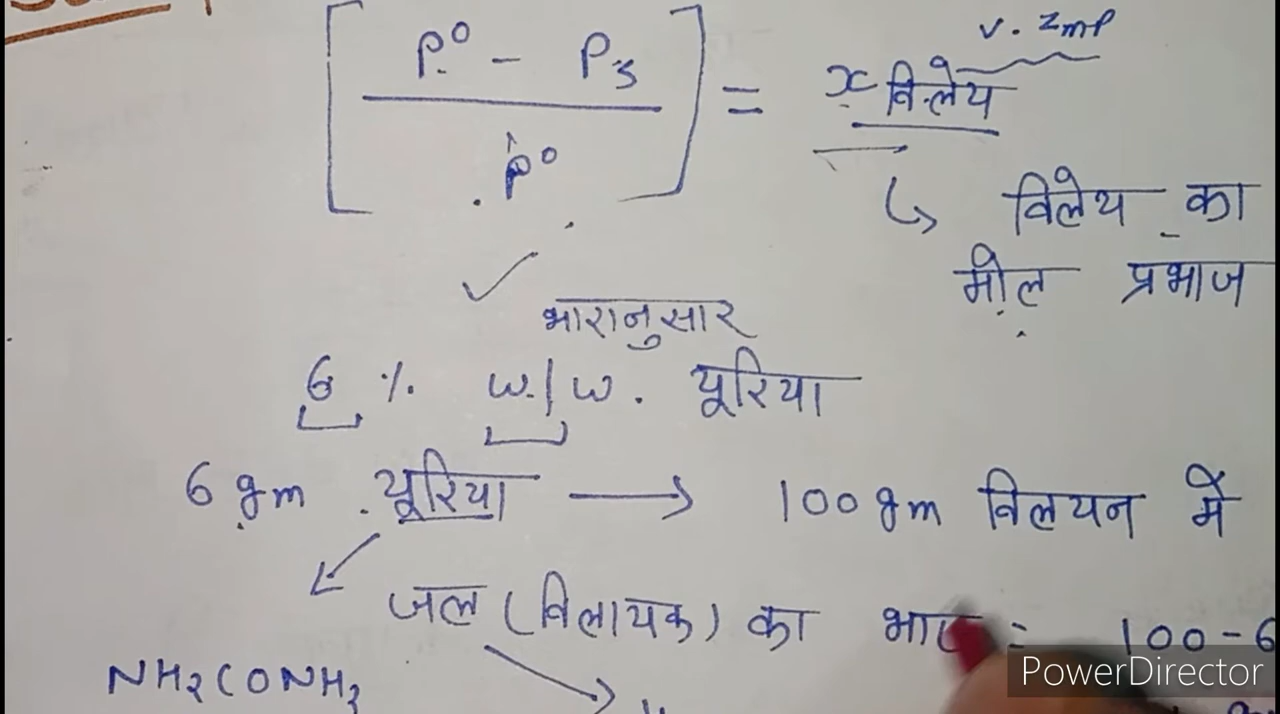 v. Imp
P° - Ps
= x विलेय
P°
↳ विलेय का
मोल प्रभाज
भारानुसार
6 % w/w. यूरिया
6 gm यूरिया → 100 gm विलयन में
जल (विलायक) का भार = 100-6
NH2CONH2
PowerDirector